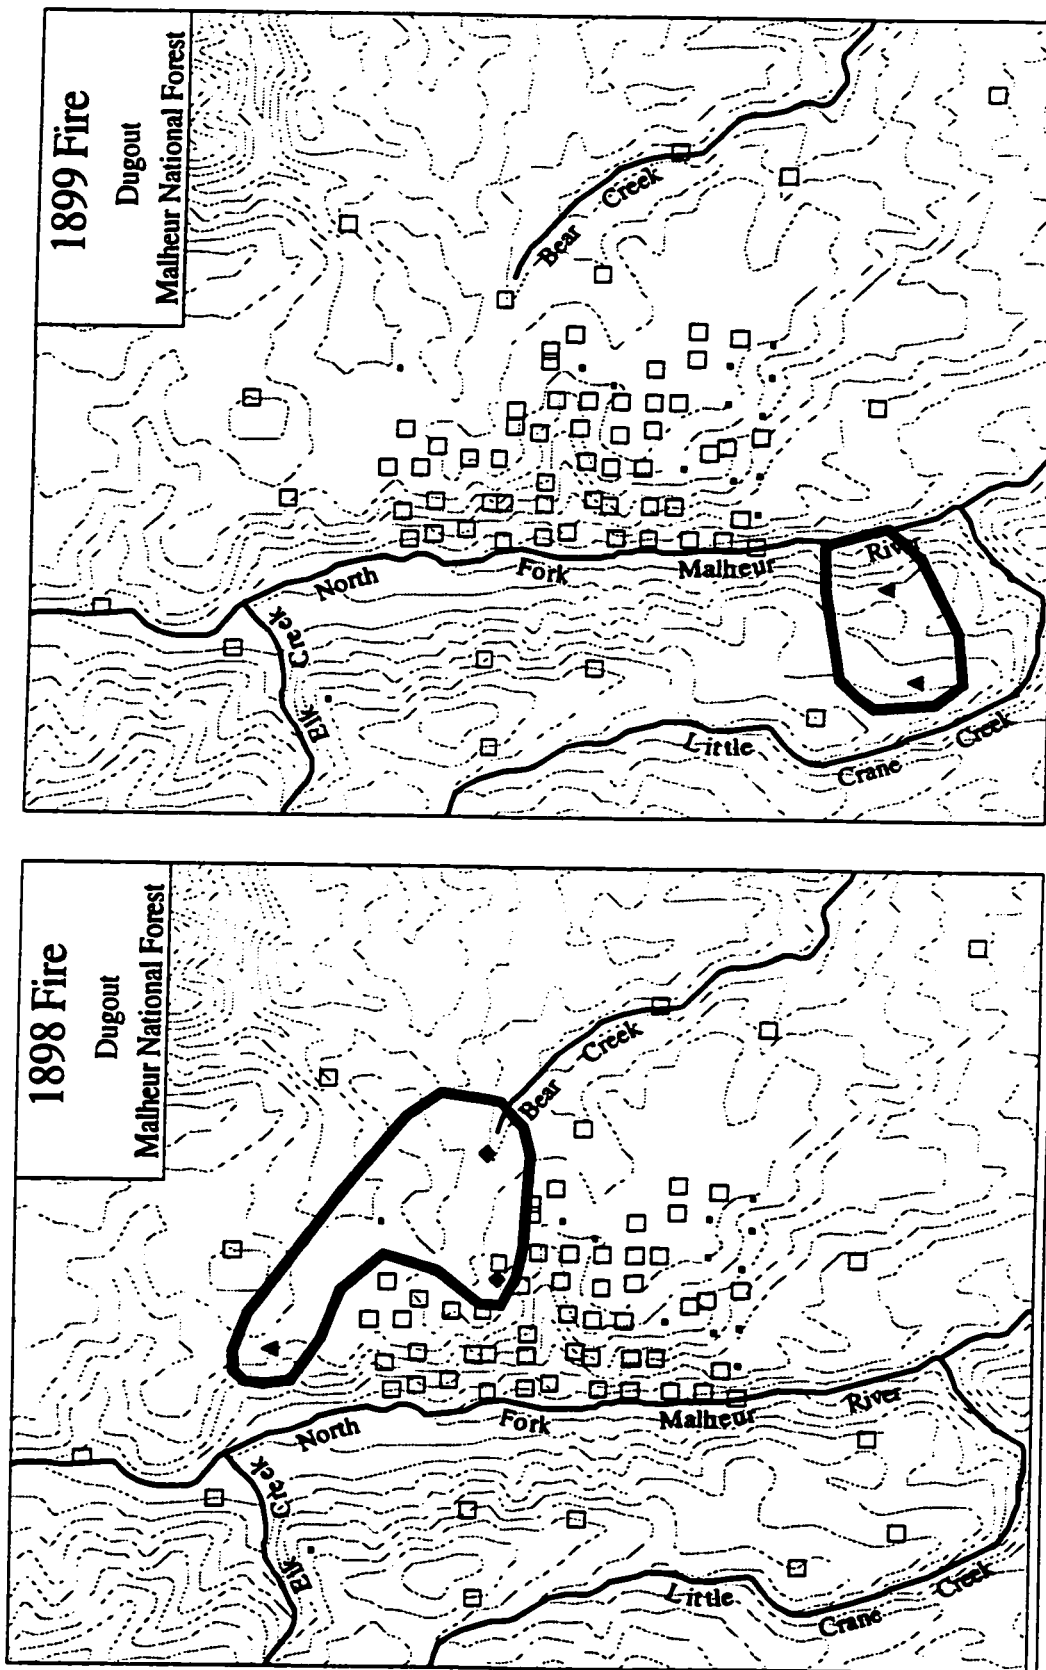 1899 Fire
Dugout
Malheur National Forest
Bear
Creek
North
Fork
Malheur
River
Elk
Creek
Little
Crane
Creek
1898 Fire
Dugout
Malheur National Forest
Bear
Creek
North
Fork
Malheur
River
Elk
Creek
Little
Crane
Creek